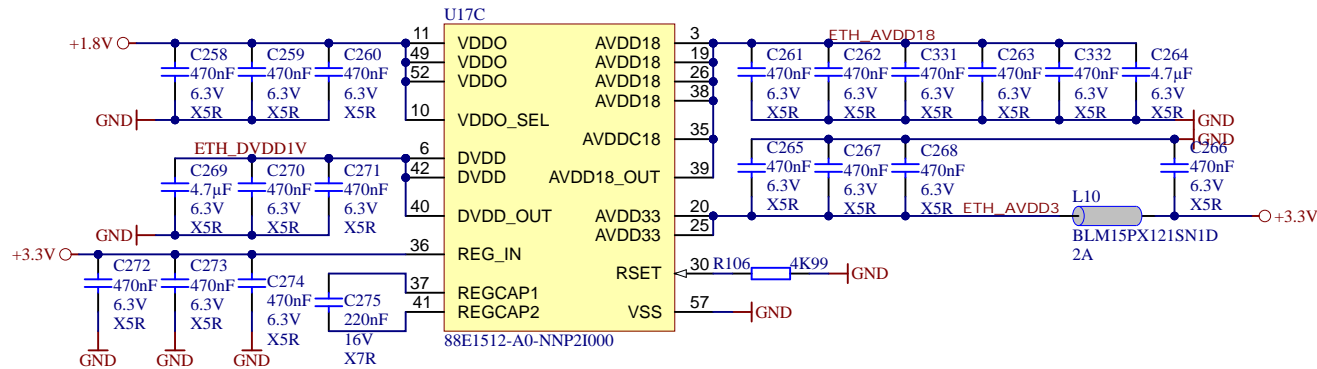 U17C
+1.8V
C258
470nF
6.3V
X5R
C259
470nF
6.3V
X5R
C260
470nF
6.3V
X5R
GND
11
49
52
10
VDDO
VDDO
VDDO
VDDO_SEL
ETH_DVDD1V
C269
4.7µF
6.3V
X5R
C270
470nF
6.3V
X5R
C271
470nF
6.3V
X5R
GND
6
42
40
DVDD
DVDD
DVDD_OUT
+3.3V
C272
470nF
6.3V
X5R
GND
C273
470nF
6.3V
X5R
GND
C274
470nF
6.3V
X5R
GND
C275
220nF
16V
X7R
36
37
41
REG_IN
REGCAP1
REGCAP2
88E1512-A0-NNP2I000
AVDD18
AVDD18
AVDD18
AVDD18
AVDDC18
AVDD18_OUT
AVDD33
AVDD33
RSET
VSS
3
19
26
38
35
39
20
25
30
57
ETH_AVDD18
C261
470nF
6.3V
X5R
C262
470nF
6.3V
X5R
C331
470nF
6.3V
X5R
C263
470nF
6.3V
X5R
C332
470nF
6.3V
X5R
C264
4.7µF
6.3V
X5R
GND
GND
C265
470nF
6.3V
X5R
C267
470nF
6.3V
X5R
C268
470nF
6.3V
X5R
C266
470nF
6.3V
X5R
ETH_AVDD3
L10
BLM15PX121SN1D
2A
+3.3V
R106
4K99
GND
GND